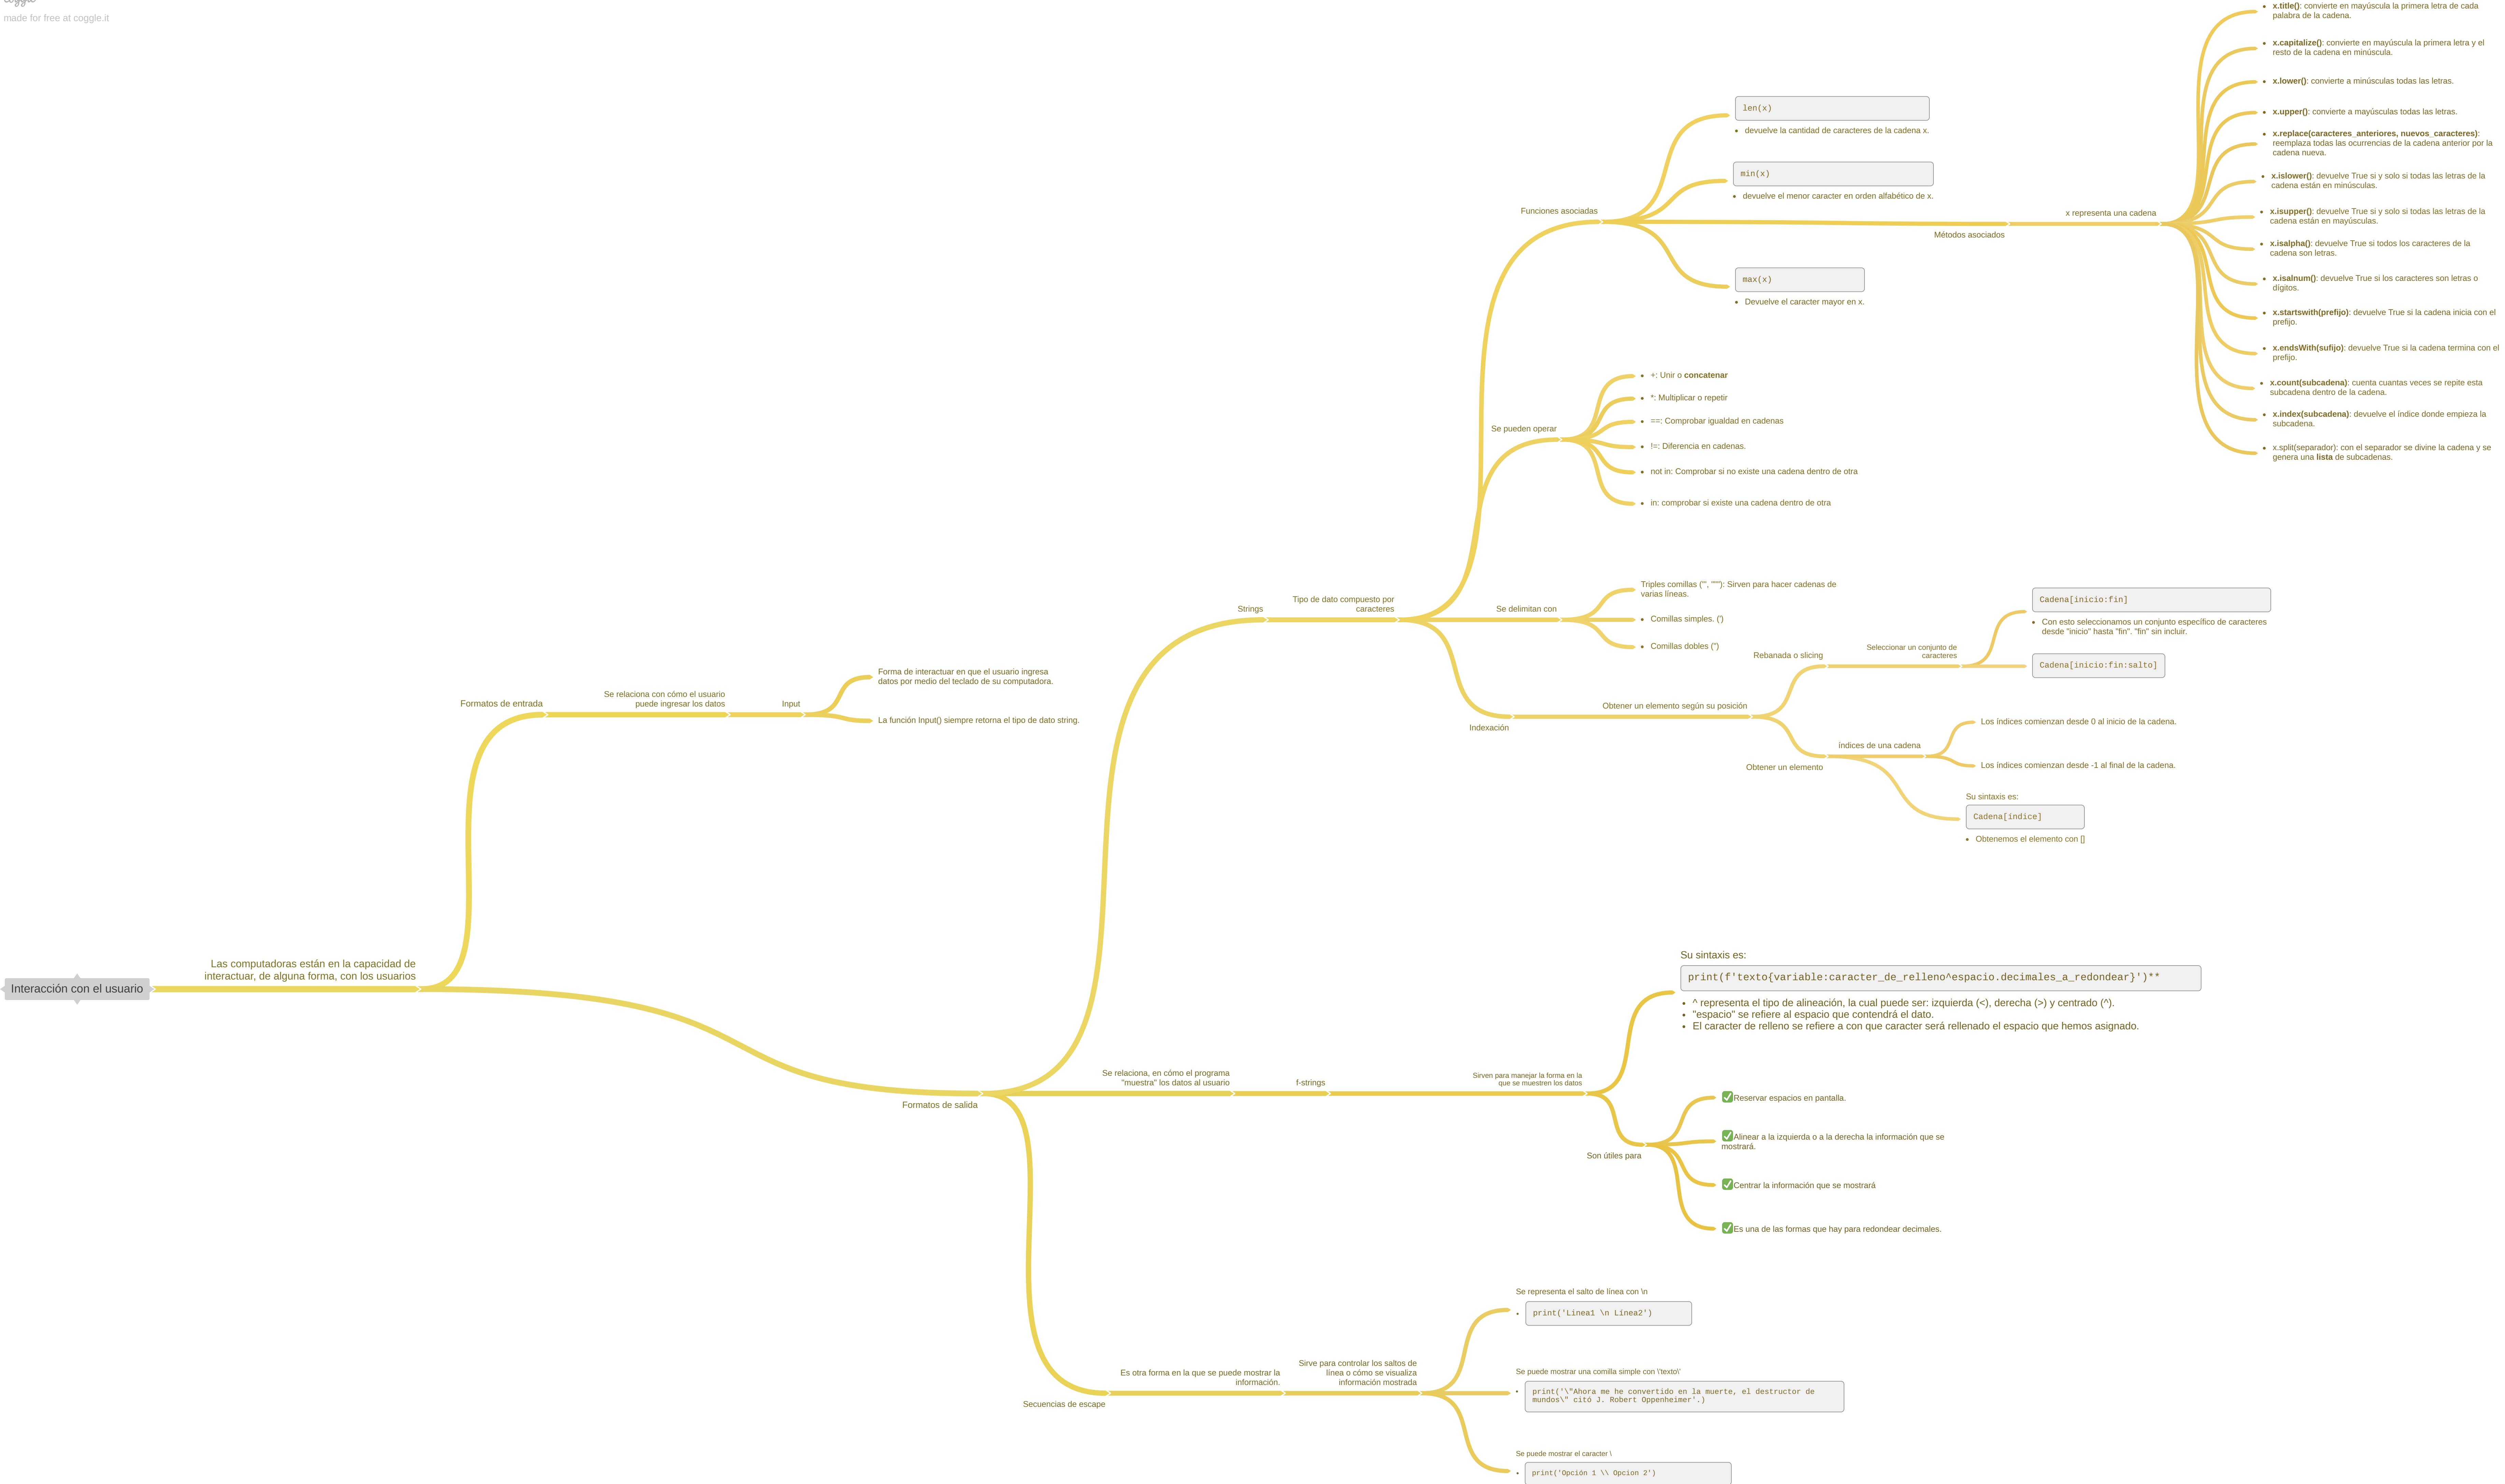 coggle
made for free at coggle.it
Interacción con el usuario
Las computadoras están en la capacidad de
interactuar, de alguna forma, con los usuarios
Formatos de entrada
Se relaciona con cómo el usuario
puede ingresar los datos
Input
Forma de interactuar en que el usuario ingresa
datos por medio del teclado de su computadora.
La función Input() siempre retorna el tipo de dato string.
Formatos de salida
Strings
Tipo de dato compuesto por
caracteres
Funciones asociadas
len(x)
• devuelve la cantidad de caracteres de la cadena x.
min(x)
• devuelve el menor caracter en orden alfabético de x.
Métodos asociados
x representa una cadena
• x.title(): convierte en mayúscula la primera letra de cada
palabra de la cadena.
• x.capitalize(): convierte en mayúscula la primera letra y el
resto de la cadena en minúscula.
• x.lower(): convierte a minúsculas todas las letras.
• x.upper(): convierte a mayúsculas todas las letras.
• x.replace(caracteres_anteriores, nuevos_caracteres):
reemplaza todas las ocurrencias de la cadena anterior por la
cadena nueva.
• x.islower(): devuelve True si y solo si todas las letras de la
cadena están en minúsculas.
• x.isupper(): devuelve True si y solo si todas las letras de la
cadena están en mayúsculas.
• x.isalpha(): devuelve True si todos los caracteres de la
cadena son letras.
• x.isalnum(): devuelve True si los caracteres son letras o
dígitos.
• x.startswith(prefijo): devuelve True si la cadena inicia con el
prefijo.
• x.endsWith(sufijo): devuelve True si la cadena termina con el
prefijo.
• x.count(subcadena): cuenta cuantas veces se repite esta
subcadena dentro de la cadena.
• x.index(subcadena): devuelve el índice donde empieza la
subcadena.
• x.split(separador): con el separador se divine la cadena y se
genera una lista de subcadenas.
max(x)
• Devuelve el caracter mayor en x.
Se pueden operar
• +: Unir o concatenar
• *: Multiplicar o repetir
• ==: Comprobar igualdad en cadenas
• !=: Diferencia en cadenas.
• not in: Comprobar si no existe una cadena dentro de otra
• in: comprobar si existe una cadena dentro de otra
Se delimitan con
Triples comillas (''', """): Sirven para hacer cadenas de
varias líneas.
• Comillas simples. (')
• Comillas dobles (")
Indexación
Obtener un elemento según su posición
Rebanada o slicing
Seleccionar un conjunto de
caracteres
Cadena[inicio:fin]
• Con esto seleccionamos un conjunto específico de caracteres
desde "inicio" hasta "fin". "fin" sin incluir.
Cadena[inicio:fin:salto]
Obtener un elemento
índices de una cadena
Los índices comienzan desde 0 al inicio de la cadena.
Los índices comienzan desde -1 al final de la cadena.
Su sintaxis es:
Cadena[índice]
• Obtenemos el elemento con []
Se relaciona, en cómo el programa
"muestra" los datos al usuario
f-strings
Sirven para manejar la forma en la
que se muestren los datos
Su sintaxis es:
print(f'texto{variable:caracter_de_relleno^espacio.decimales_a_redondear}')**
• ^ representa el tipo de alineación, la cual puede ser: izquierda (<), derecha (>) y centrado (^).
• "espacio" se refiere al espacio que contendrá el dato.
• El caracter de relleno se refiere a con que caracter será rellenado el espacio que hemos asignado.
Son útiles para
✅Reservar espacios en pantalla.
✅Alinear a la izquierda o a la derecha la información que se
mostrará.
✅Centrar la información que se mostrará
✅Es una de las formas que hay para redondear decimales.
Secuencias de escape
Es otra forma en la que se puede mostrar la
información.
Sirve para controlar los saltos de
línea o cómo se visualiza
información mostrada
Se representa el salto de línea con \n
• print('Línea1 \n Línea2')
Se puede mostrar una comilla simple con \'texto\'
• print('\"Ahora me he convertido en la muerte, el destructor de
mundos\" citó J. Robert Oppenheimer'.)
Se puede mostrar el caracter \
• print('Opción 1 \\ Opcion 2')